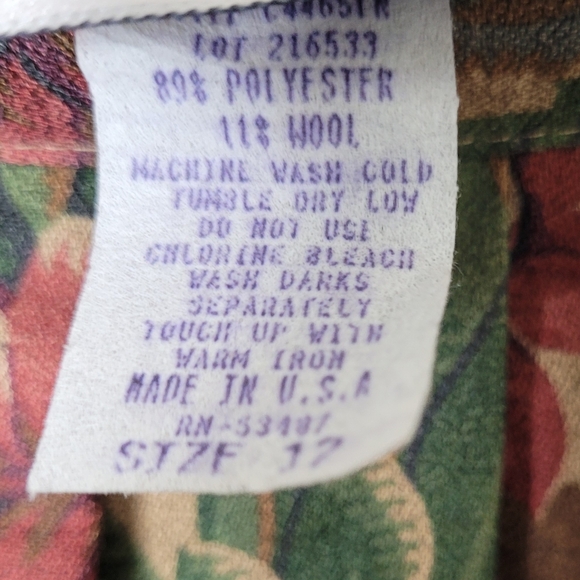 LOT 216533
89% POLYESTER
11% WOOL
MACHINE WASH COLD
TUMBLE DRY LOW
DO NOT USE
CHLORINE BLEACH
WASH DARKS
SEPARATELY
TOUCH UP WITH
WARM IRON
MADE IN U.S.A
RN-53487
SIZE 12